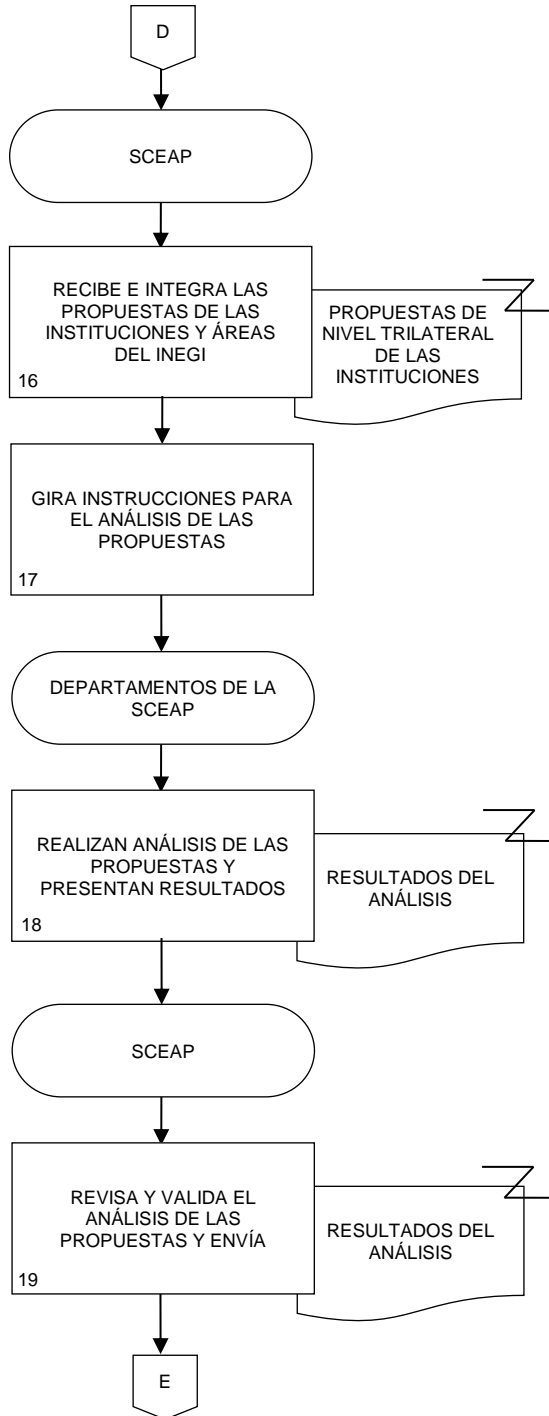 D
SCEAP
RECIBE E INTEGRA LAS
PROPUESTAS DE LAS
INSTITUCIONES Y ÁREAS
DEL INEGI
16
PROPUESTAS DE
NIVEL TRILATERAL
DE LAS
INSTITUCIONES
GIRA INSTRUCCIONES PARA
EL ANÁLISIS DE LAS
PROPUESTAS
17
DEPARTAMENTOS DE LA
SCEAP
REALIZAN ANÁLISIS DE LAS
PROPUESTAS Y
PRESENTAN RESULTADOS
18
RESULTADOS DEL
ANÁLISIS
SCEAP
REVISA Y VALIDA EL
ANÁLISIS DE LAS
PROPUESTAS Y ENVÍA
19
RESULTADOS DEL
ANÁLISIS
E